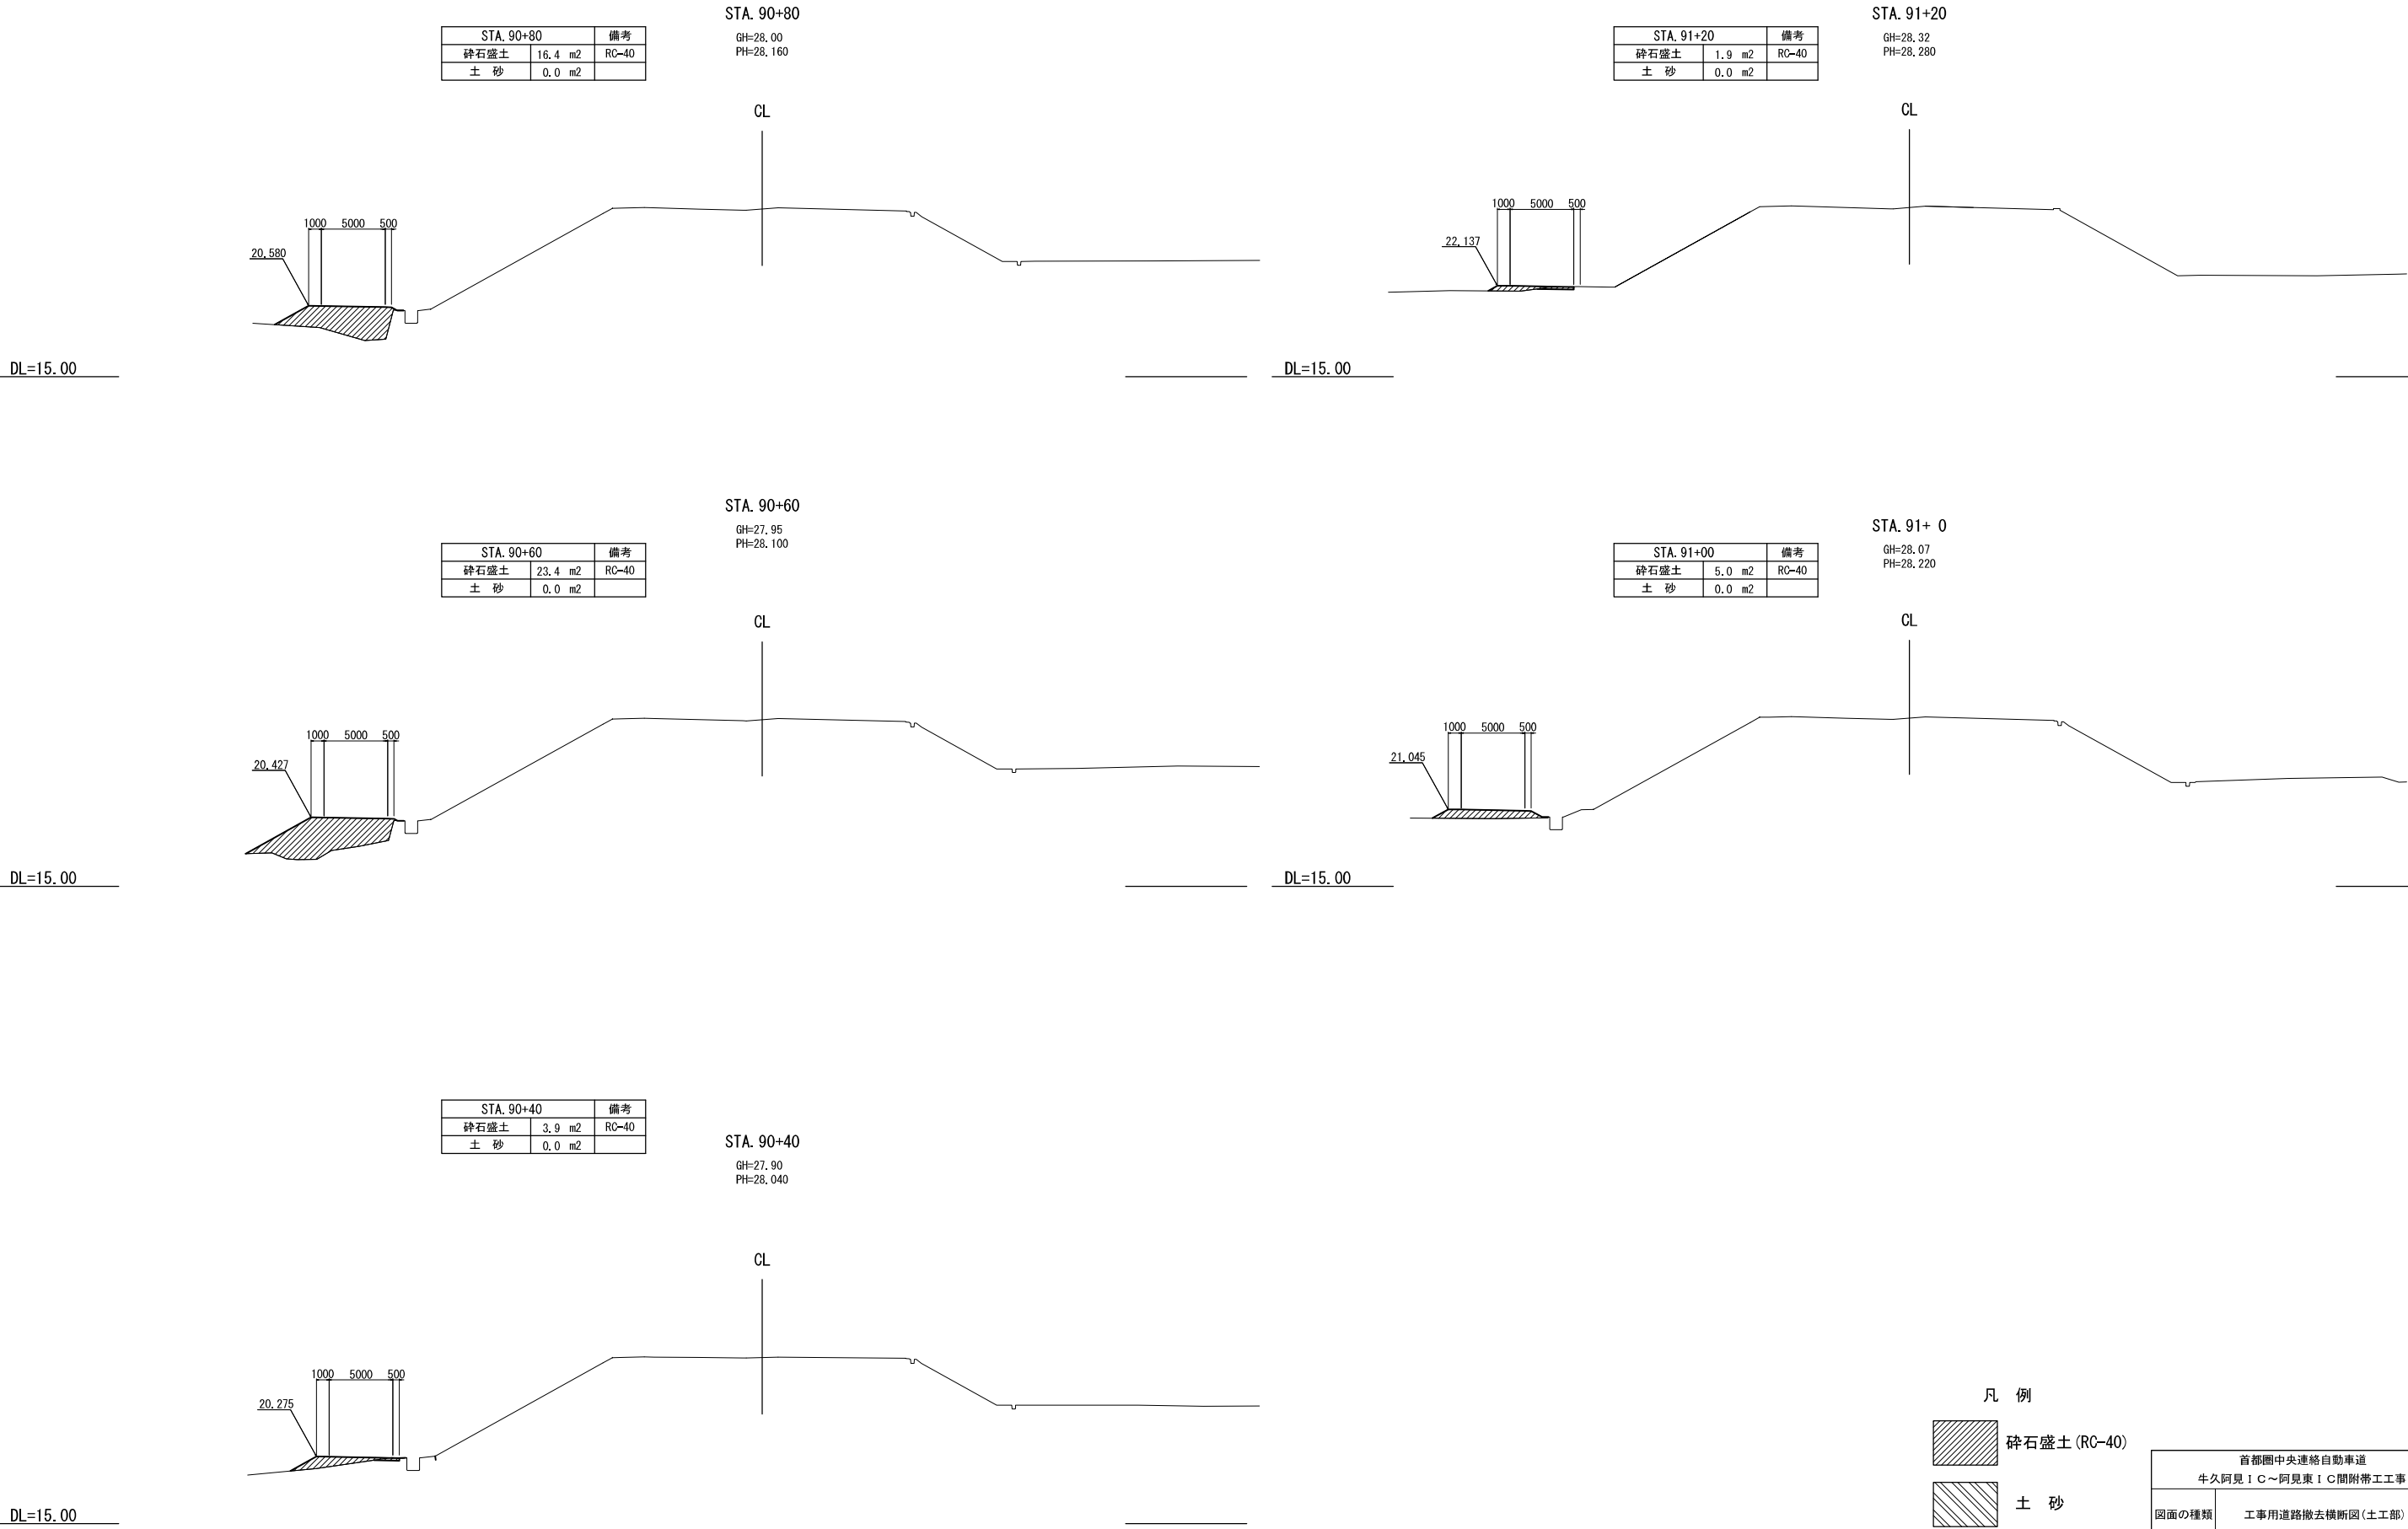 STA. 90+80
GH=28.00
PH=28.160
STA. 90+80 備考
砕石盛土 16.4 m2 RC-40
土 砂 0.0 m2
CL
1000 5000 500
20.580
DL=15.00
STA. 91+20
GH=28.32
PH=28.280
STA. 91+20 備考
砕石盛土 1.9 m2 RC-40
土 砂 0.0 m2
CL
1000 5000 500
22.137
DL=15.00
STA. 90+60
GH=27.95
PH=28.100
STA. 90+60 備考
砕石盛土 23.4 m2 RC-40
土 砂 0.0 m2
CL
1000 5000 500
20.427
DL=15.00
STA. 91+ 0
GH=28.07
PH=28.220
STA. 91+00 備考
砕石盛土 5.0 m2 RC-40
土 砂 0.0 m2
CL
1000 5000 500
21.045
DL=15.00
STA. 90+40 備考
砕石盛土 3.9 m2 RC-40
土 砂 0.0 m2
STA. 90+40
GH=27.90
PH=28.040
CL
1000 5000 500
20.275
DL=15.00
凡 例
砕石盛土(RC-40)
土 砂
首都圏中央連絡自動車道
牛久阿見IC~阿見東IC間附帯工工事
図面の種類 工事用道路撤去横断図(土工部)